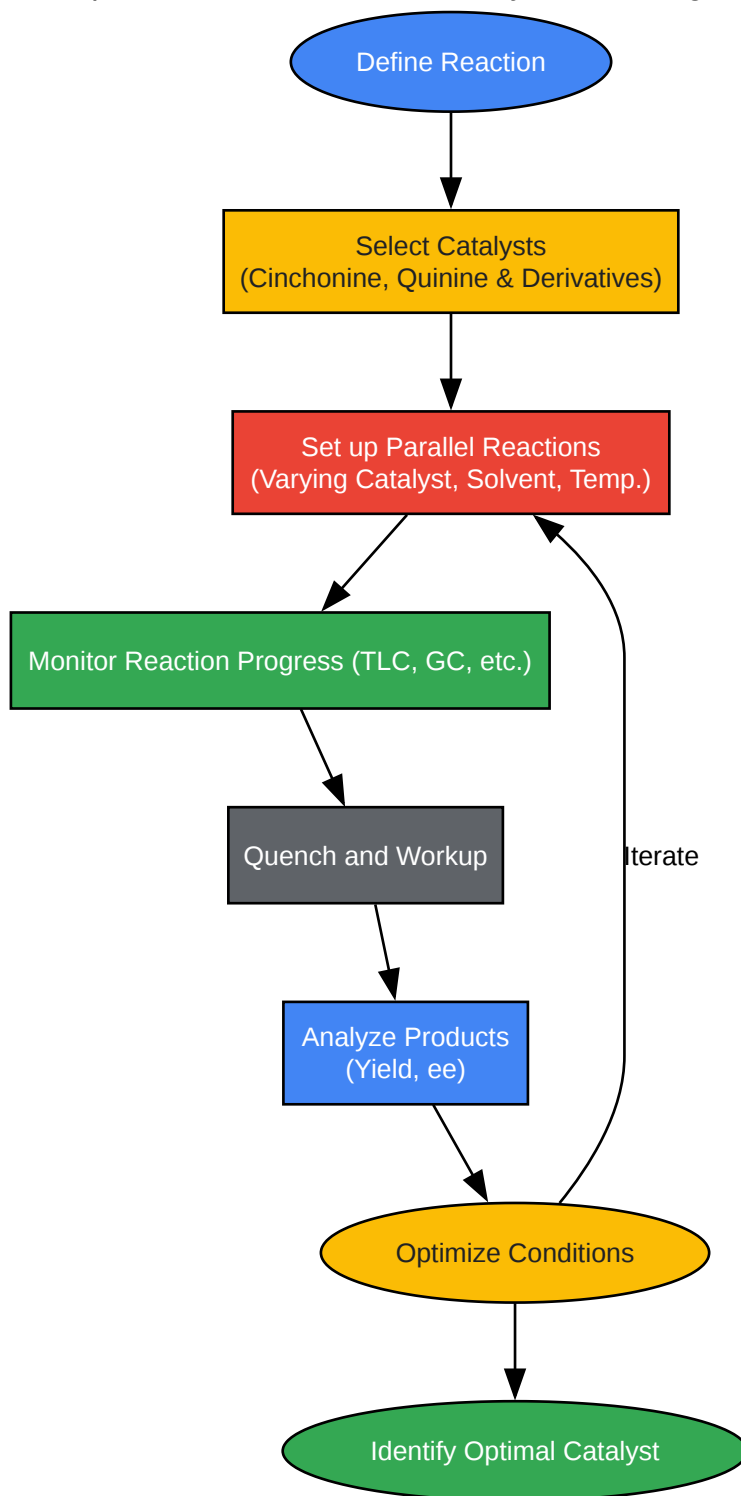 Define Reaction
Select Catalysts
(Cinchonine, Quinine & Derivatives)
Set up Parallel Reactions
(Varying Catalyst, Solvent, Temp.)
Monitor Reaction Progress (TLC, GC, etc.)
Quench and Workup
Iterate
Analyze Products
(Yield, ee)
Optimize Conditions
Identify Optimal Catalyst